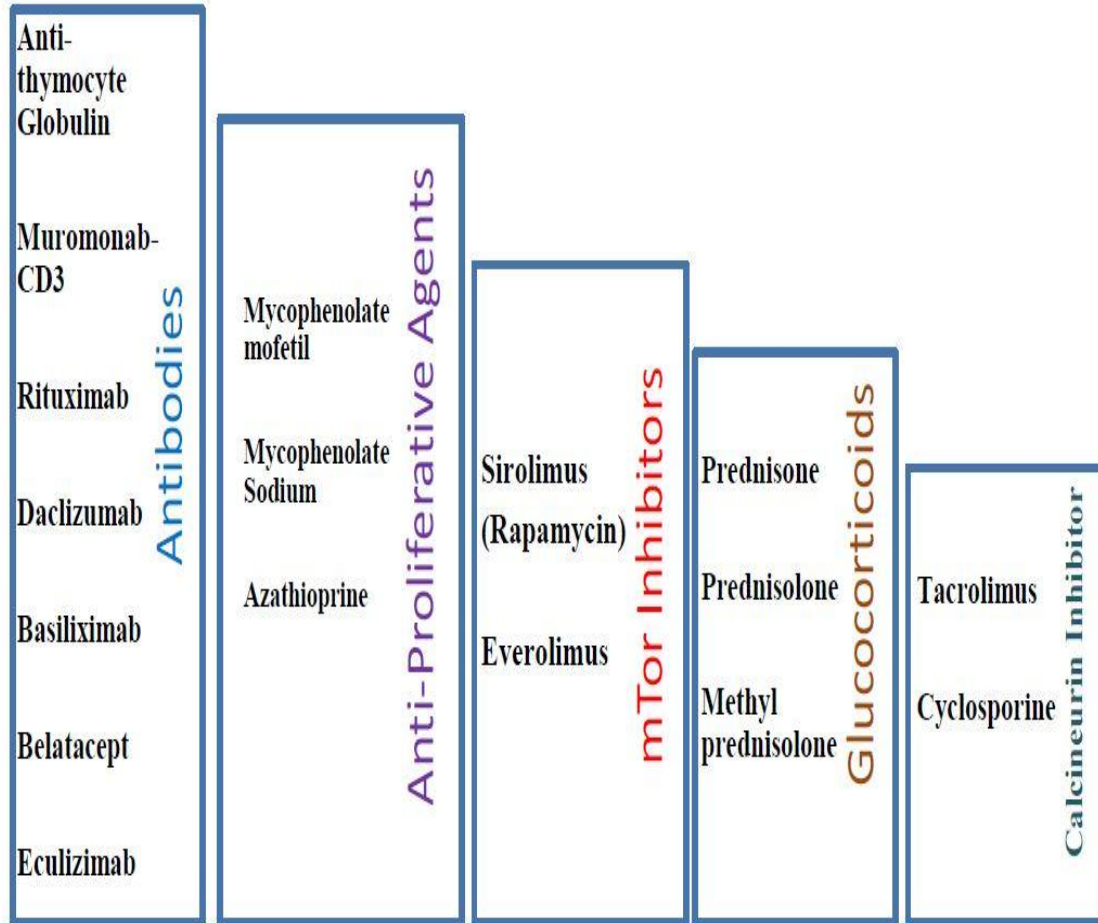 Anti-
thymocyte
Globulin
Muromonab-
CD3
Rituximab
Daclizumab
Basiliximab
Belatacept
Eculizimab
Antibodies
Mycophenolate
mofetil
Mycophenolate
Sodium
Azathioprine
Anti-Proliferative Agents
Sirolimus
(Rapamycin)
Everolimus
mTor Inhibitors
Prednisone
Prednisolone
Methyl
prednisolone
Glucocorticoids
Tacrolimus
Cyclosporine
Calcineurin Inhibitor